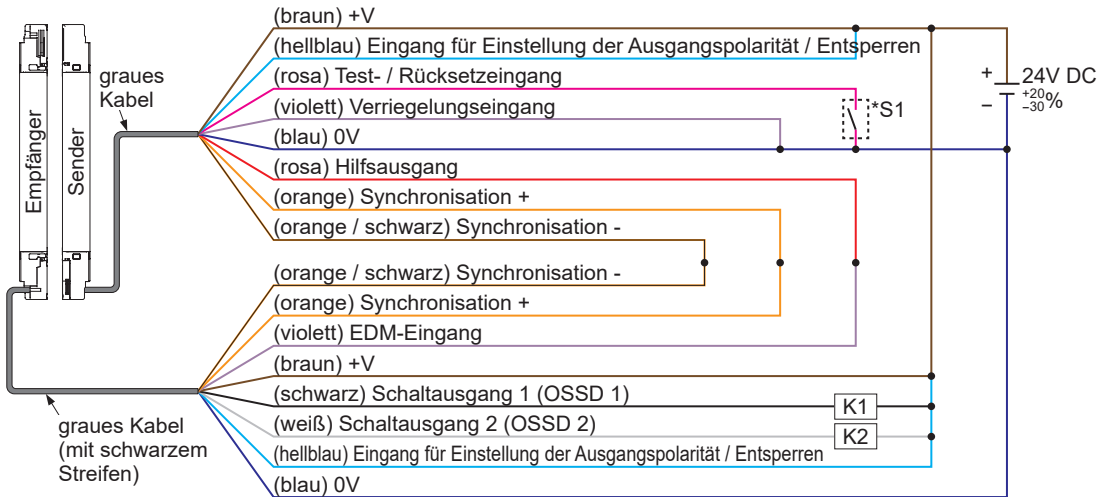 (braun) +V
(hellblau) Eingang für Einstellung der Ausgangspolarität / Entsperren
(rosa) Test- / Rücksetzeingang
(violett) Verriegelungseingang
(blau) 0V
(rosa) Hilfsausgang
(orange) Synchronisation +
(orange / schwarz) Synchronisation -
Empfänger
Sender
graues
Kabel
*S1
+
−
24V DC
+20
−30 %
(orange / schwarz) Synchronisation -
(orange) Synchronisation +
(violett) EDM-Eingang
(braun) +V
(schwarz) Schaltausgang 1 (OSSD 1)
K1
(weiß) Schaltausgang 2 (OSSD 2)
K2
(hellblau) Eingang für Einstellung der Ausgangspolarität / Entsperren
(blau) 0V
graues Kabel
(mit schwarzem
Streifen)